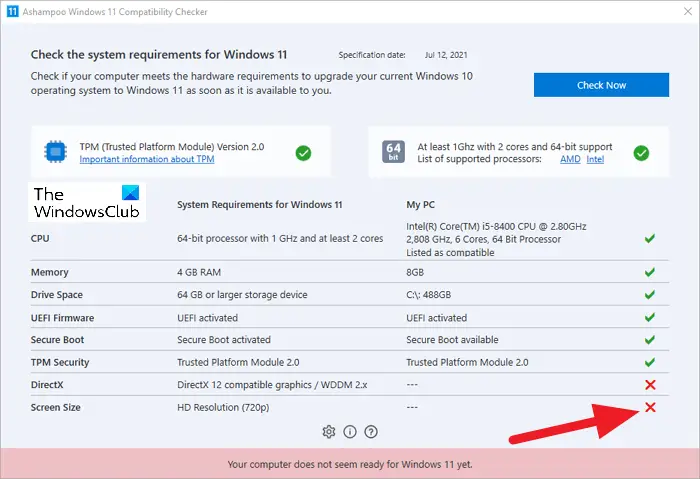 11 Ashampoo Windows 11 Compatibility Checker
Check the system requirements for Windows 11 Specification date: Jul 12, 2021
Check if your computer meets the hardware requirements to upgrade your current Windows 10
operating system to Windows 11 as soon as it is available to you.
Check Now
TPM (Trusted Platform Module) Version 2.0
Important information about TPM
64
bit
At least 1Ghz with 2 cores and 64-bit support
List of supported processors: AMD Intel
The
WindowsClub
System Requirements for Windows 11 My PC
CPU 64-bit processor with 1 GHz and at least 2 cores
Intel(R) Core(TM) i5-8400 CPU @ 2.80GHz
2,808 GHz, 6 Cores, 64 Bit Processor
Listed as compatible
Memory 4 GB RAM 8GB
Drive Space 64 GB or larger storage device C:\: 488GB
UEFI Firmware UEFI activated UEFI activated
Secure Boot Secure Boot activated Secure Boot available
TPM Security Trusted Platform Module 2.0 Trusted Platform Module 2.0
DirectX DirectX 12 compatible graphics / WDDM 2.x ---
Screen Size HD Resolution (720p) ---
Your computer does not seem ready for Windows 11 yet.